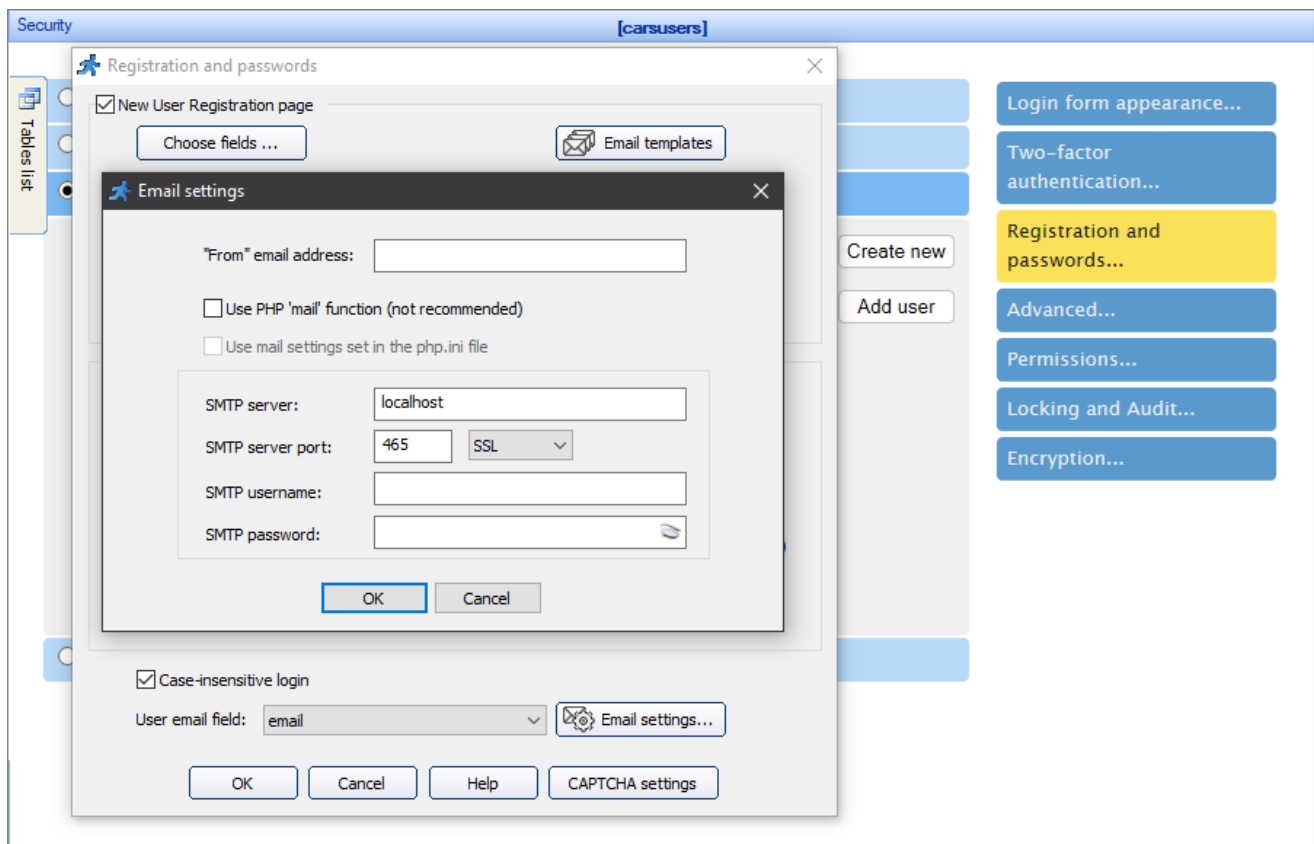 Security
[carsusers]
Registration and passwords
Tables list
New User Registration page
Choose fields ...
Email templates
Email settings
"From" email address:
Use PHP 'mail' function (not recommended)
Use mail settings set in the php.ini file
SMTP server:
localhost
SMTP server port:
465
SSL
SMTP username:
SMTP password:
OK
Cancel
Case-insensitive login
User email field:
email
Email settings...
OK
Cancel
Help
CAPTCHA settings
Create new
Add user
Login form appearance...
Two-factor
authentication...
Registration and
passwords...
Advanced...
Permissions...
Locking and Audit...
Encryption...